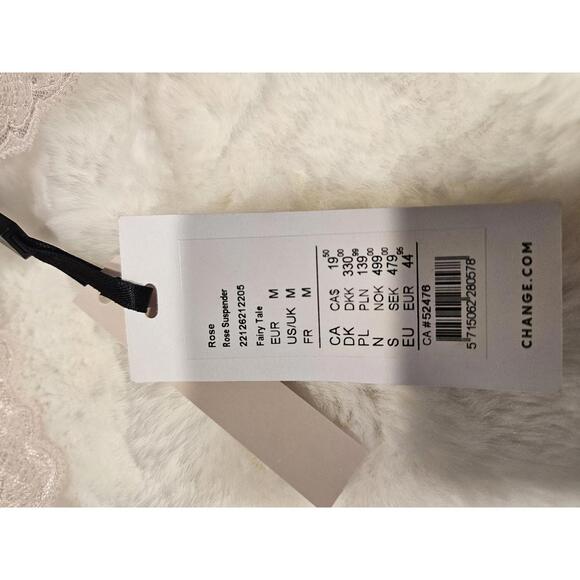 Rose
Rose Suspender
22126212205
Fairy Tale
EUR M
US/UK M
FR M
CA CA$ 19 50
DK DKK 330 00
PL PLN 139 99
N NOK 499 00
S SEK 479 00
EU EUR 44 95
CA #52476
5 715062 280578
CHANGE.COM